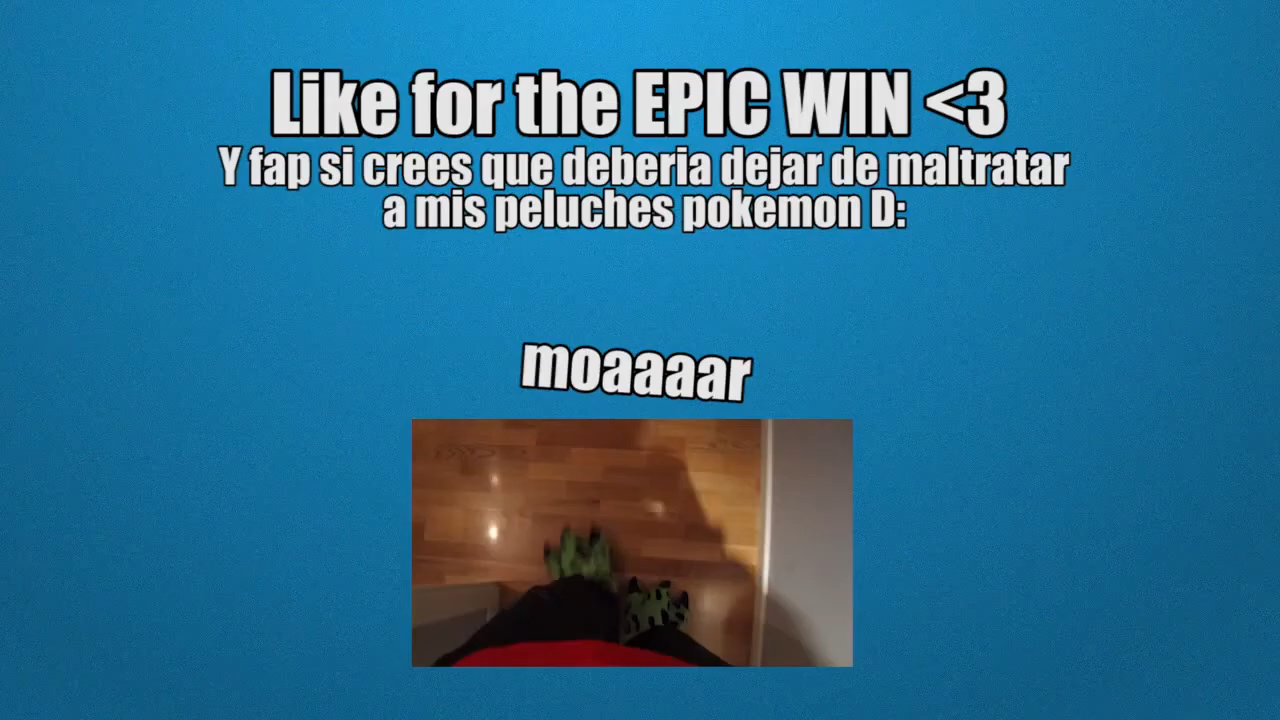 Like for the EPIC WIN <3
Y fap si crees que deberia dejar de maltratar
a mis peluches pokemon D:
moaaaar